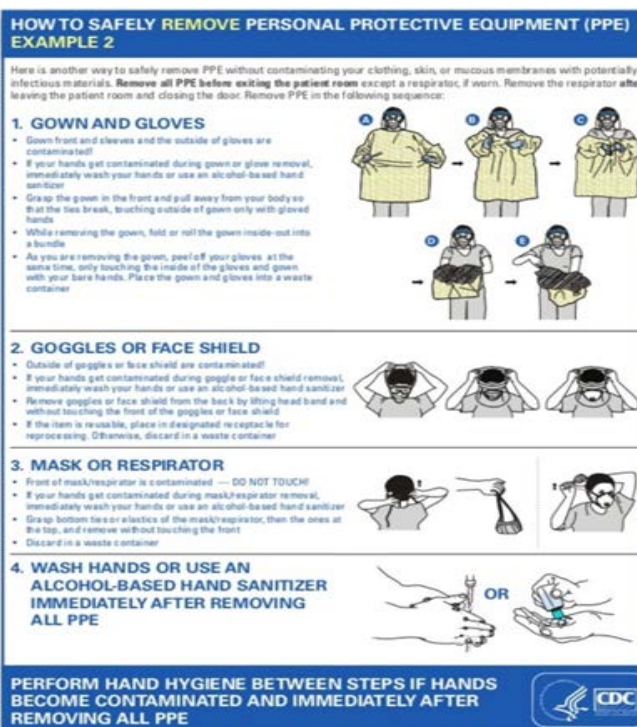 HOW TO SAFELY REMOVE PERSONAL PROTECTIVE EQUIPMENT (PPE)
EXAMPLE 2
Here is another way to safely remove PPE without contaminating your clothing, skin, or mucous membranes with potentially
infectious materials. Remove all PPE before exiting the patient room except a respirator, if worn. Remove the respirator afte
leaving the patient room and closing the door. Remove PPE in the following sequence:
1. GOWN AND GLOVES
• Gown front and sleeves and the outside of gloves are
contaminated!
• If your hands get contaminated during gown or glove removal,
immediately wash your hands or use an alcohol-based hand
sanitizer
• Grasp the gown in the front and pull away from your body so
that the ties break, touching outside of gown only with gloved
hands
• While removing the gown, fold or roll the gown inside-out into
a bundle
• As you are removing the gown, peel off your gloves at the
same time, only touching the inside of the gloves and gown
with your bare hands. Place the gown and gloves into a waste
container
A
B
C
D
E
2. GOGGLES OR FACE SHIELD
• Outside of goggles or face shield are contaminated!
• If your hands get contaminated during goggle or face shield removal,
immediately wash your hands or use an alcohol-based hand sanitizer
• Remove goggles or face shield from the back by lifting head band and
without touching the front of the goggles or face shield
• If the item is reusable, place in designated receptacle for
reprocessing. Otherwise, discard in a waste container
3. MASK OR RESPIRATOR
• Front of mask/respirator is contaminated — DO NOT TOUCH!
• If your hands get contaminated during mask/respirator removal,
immediately wash your hands or use an alcohol-based hand sanitizer
• Grasp bottom ties or elastics of the mask/respirator, then the ones at
the top, and remove without touching the front
• Discard in a waste container
4. WASH HANDS OR USE AN
ALCOHOL-BASED HAND SANITIZER
IMMEDIATELY AFTER REMOVING
ALL PPE
OR
PERFORM HAND HYGIENE BETWEEN STEPS IF HANDS
BECOME CONTAMINATED AND IMMEDIATELY AFTER
REMOVING ALL PPE
CDC